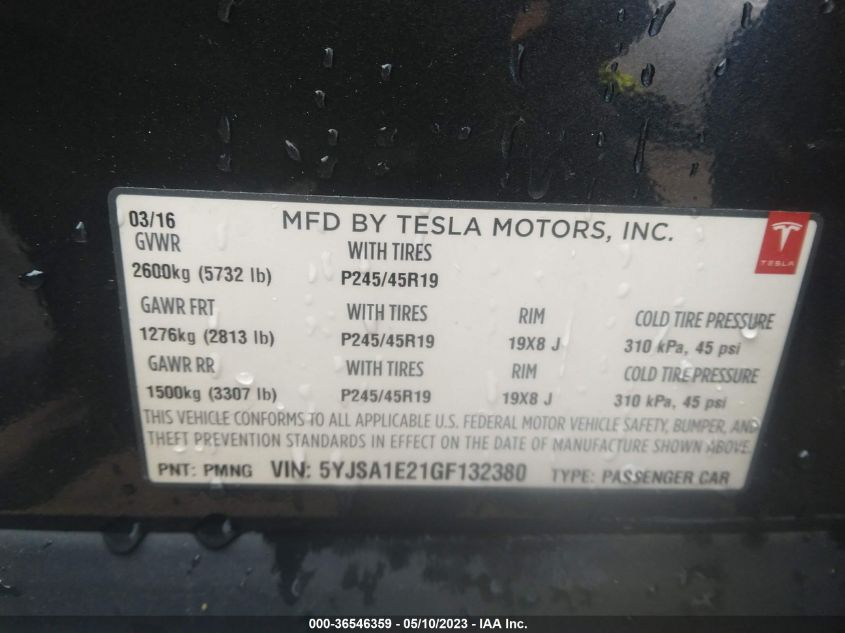 03/16 MFD BY TESLA MOTORS, INC.
TESLA
GVWR WITH TIRES
2600kg (5732 lb) P245/45R19
GAWR FRT WITH TIRES RIM COLD TIRE PRESSURE
1276kg (2813 lb) P245/45R19 19X8 J 310 kPa, 45 psi
GAWR RR WITH TIRES RIM COLD TIRE PRESSURE
1500kg (3307 lb) P245/45R19 19X8 J 310 kPa, 45 psi
THIS VEHICLE CONFORMS TO ALL APPLICABLE U.S. FEDERAL MOTOR VEHICLE SAFETY, BUMPER, AND
THEFT PREVENTION STANDARDS IN EFFECT ON THE DATE OF MANUFACTURE SHOWN ABOVE.
PNT: PMNG VIN: 5YJSA1E21GF132380 TYPE: PASSENGER CAR
000-36546359 - 05/10/2023 - IAA Inc.